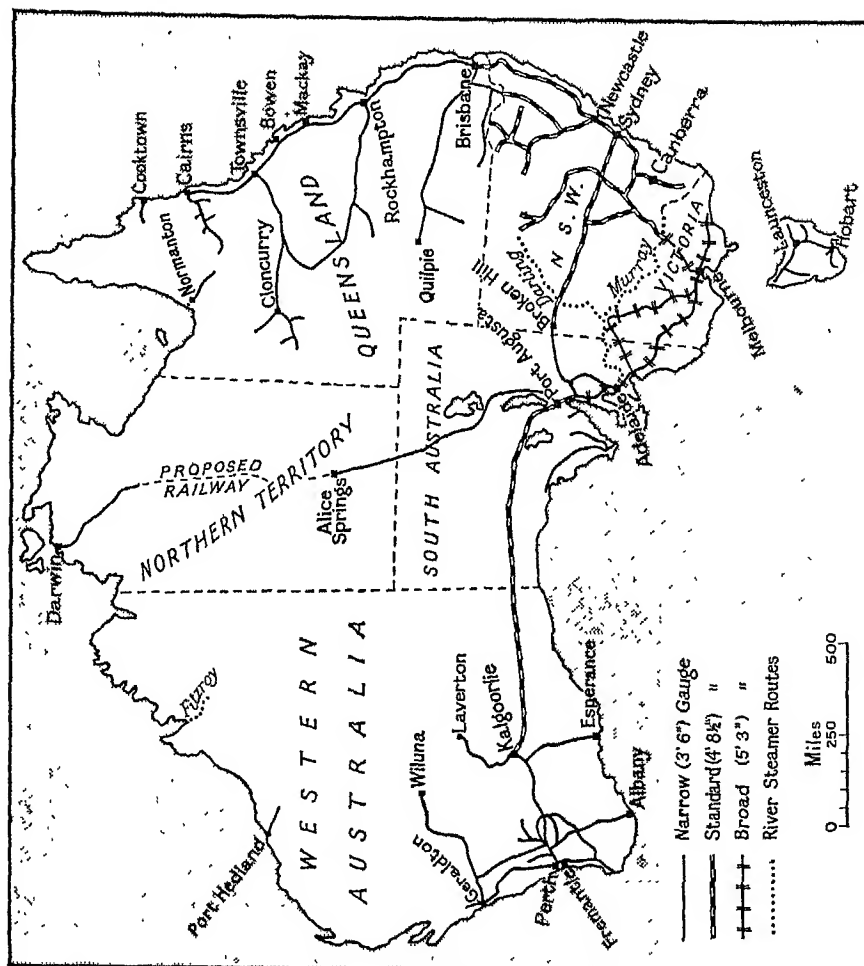 Darwin
Cooktown
Cairns
Normanton
Townsville
Bowen
Mackay
Cloncurry
Rockhampton
QUEENSLAND
Quilpie
Brisbane
Fitzroy
Port Hedland
PROPOSED
RAILWAY
NORTHERN TERRITORY
Alice
Springs
WESTERN
AUSTRALIA
SOUTH AUSTRALIA
Wiluna
Laverton
Geraldton
Kalgoorlie
Perth
Fremantle
Esperance
Albany
Port Augusta
Broken Hill
Darling
N S. W.
Newcastle
Sydney
Canberra
Adelaide
Murray
VICTORIA
Melbourne
Launceston
Hobart
Narrow (3' 6") Gauge
Standard (4' 8½") "
Broad (5' 3") "
River Steamer Routes
Miles
0 250 500